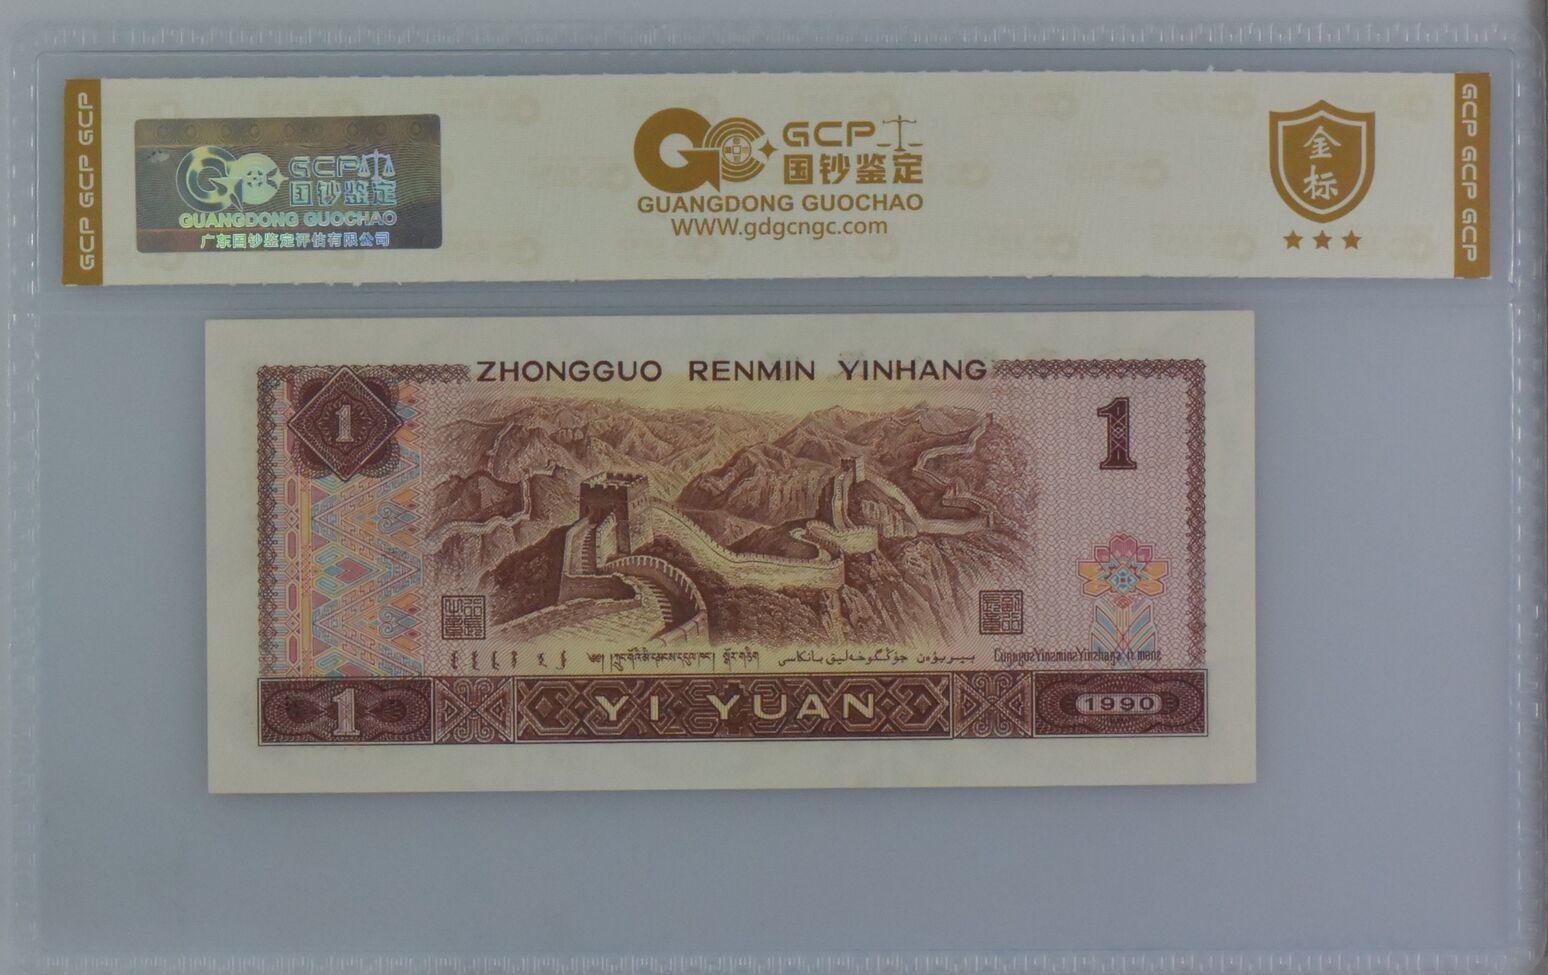 GCP GCP GCP
GCP
国钞鉴定
GUANGDONG GUOCHAO
广东国钞鉴定评估有限公司
GCP
国钞鉴定
GUANGDONG GUOCHAO
WWW.gdgcngc.com
金标
GCP GCP GCP
ZHONGGUO RENMIN YINHANG
1
1
1
YI YUAN
1990